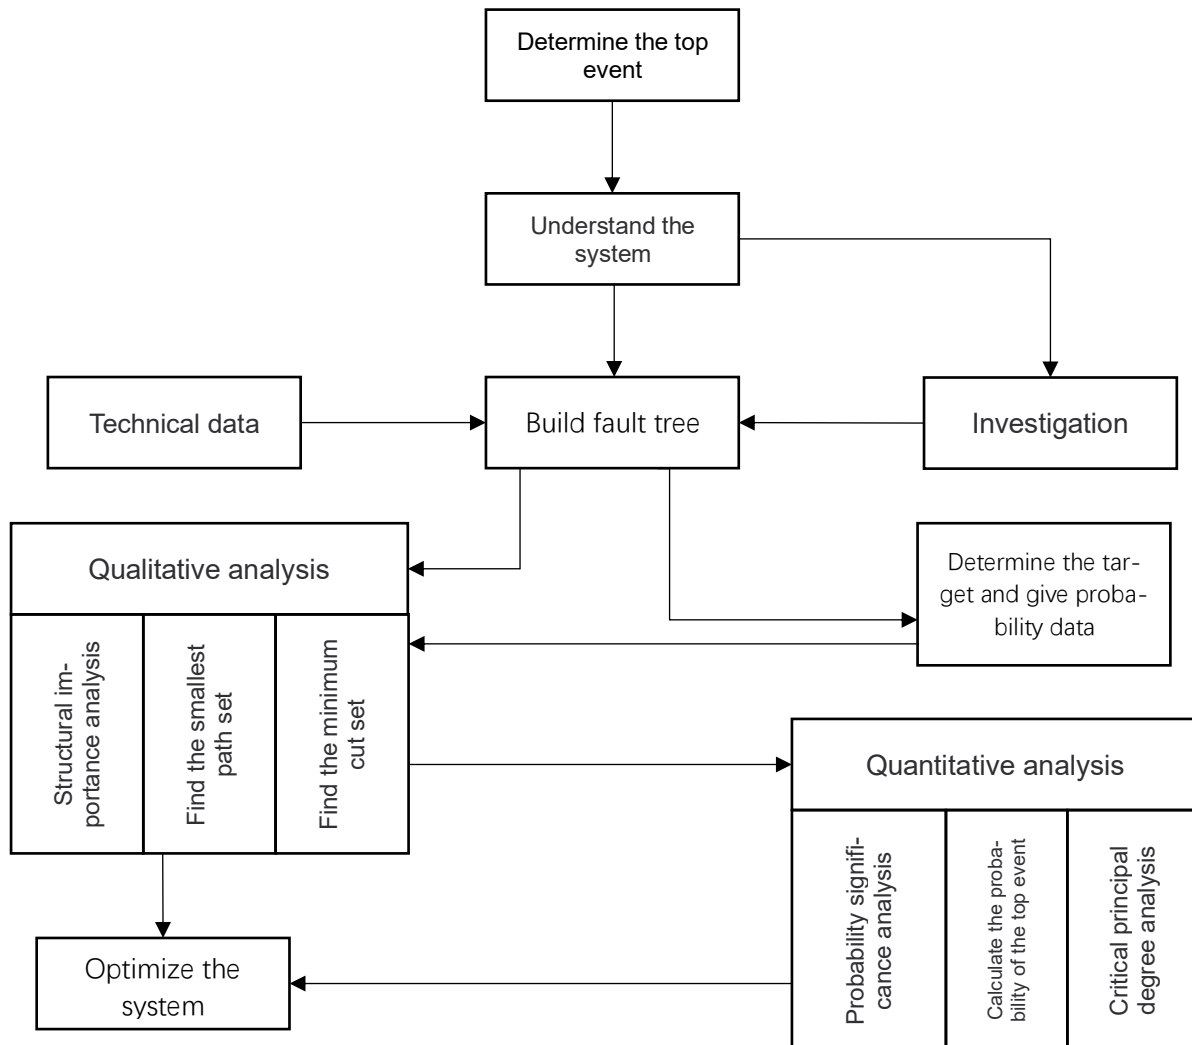 Determine the top
event
Understand the
system
Technical data
Build fault tree
Investigation
Qualitative analysis
Structural im-
portance analysis
Find the smallest
path set
Find the minimum
cut set
Determine the tar-
get and give proba-
bility data
Quantitative analysis
Probability signifi-
cance analysis
Calculate the proba-
bility of the top event
Critical principal
degree analysis
Optimize the
system